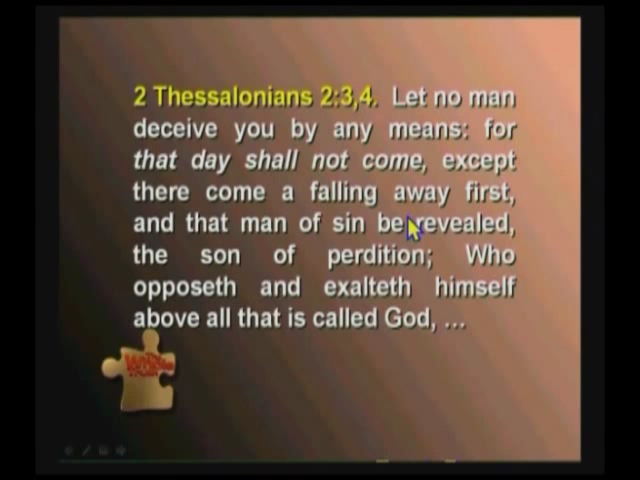 2 Thessalonians 2:3,4. Let no man
deceive you by any means: for
that day shall not come, except
there come a falling away first,
and that man of sin be revealed,
the son of perdition; Who
opposeth and exalteth himself
above all that is called God, ...